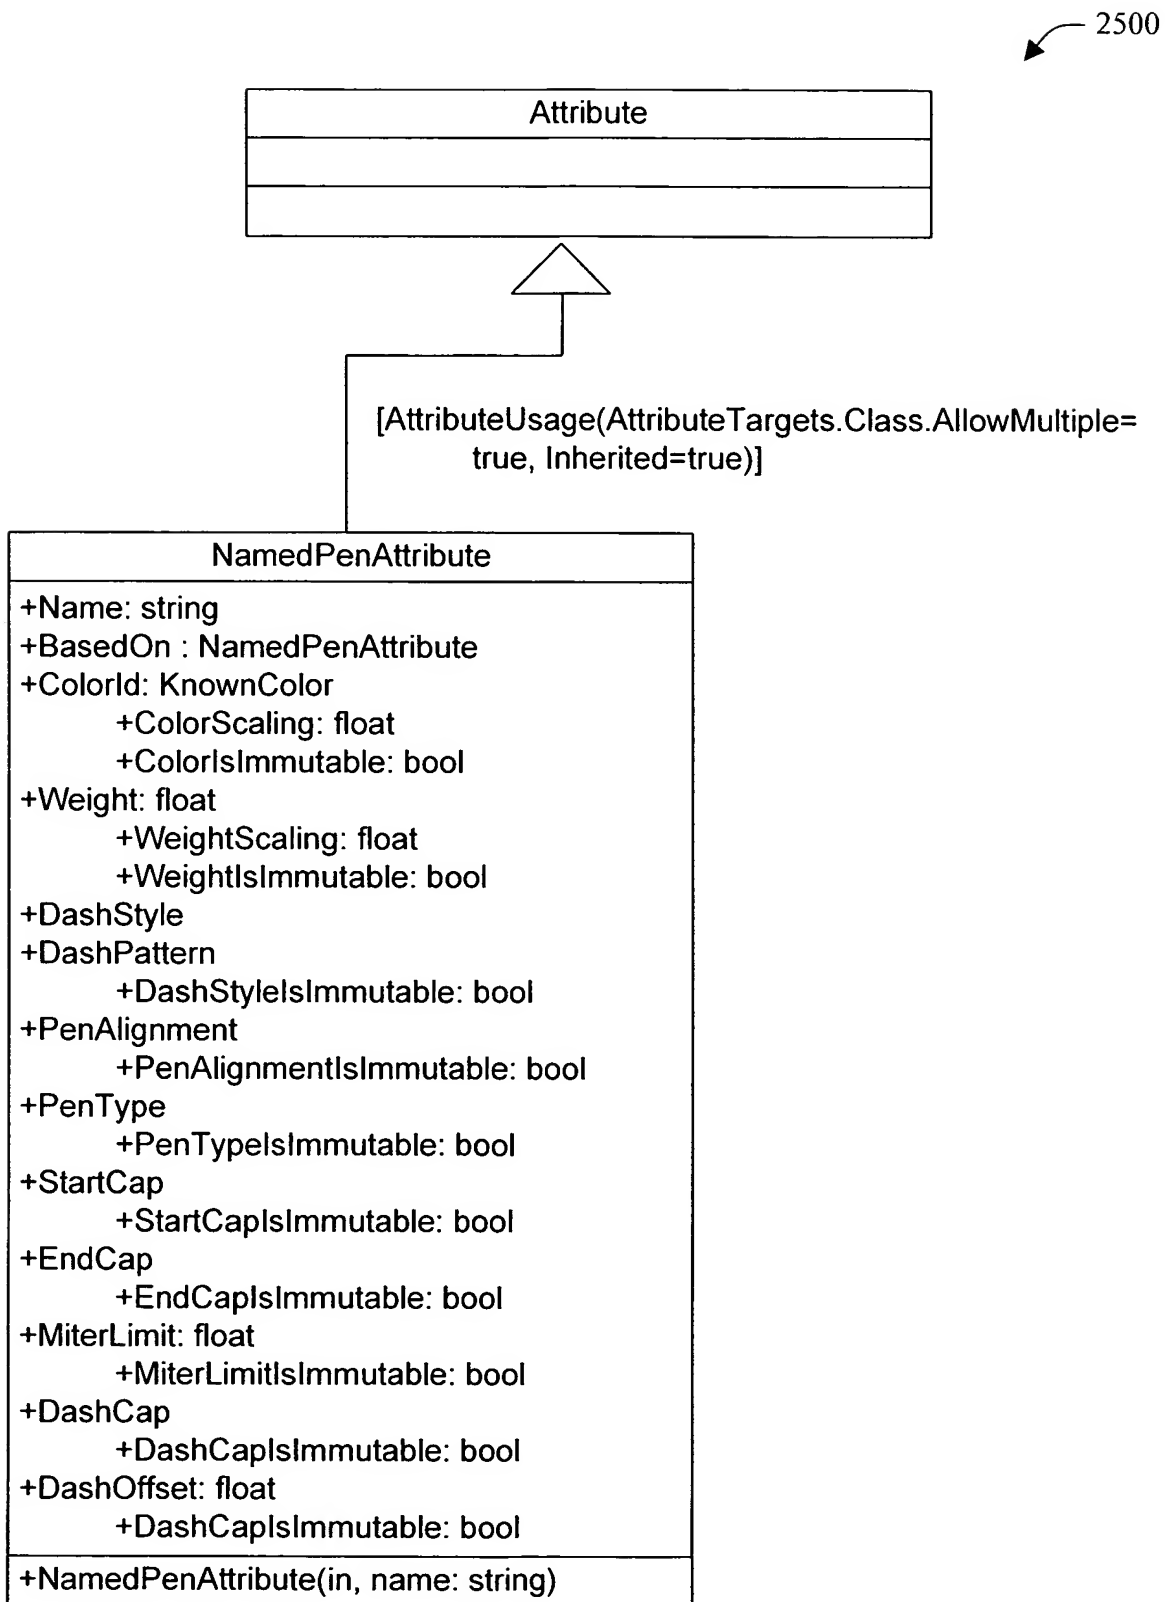 2500
Attribute
[AttributeUsage(AttributeTargets.Class.AllowMultiple=
true, Inherited=true)]
NamedPenAttribute
+Name: string
+BasedOn : NamedPenAttribute
+ColorId: KnownColor
+ColorScaling: float
+ColorIsImmutable: bool
+Weight: float
+WeightScaling: float
+WeightIsImmutable: bool
+DashStyle
+DashPattern
+DashStyleIsImmutable: bool
+PenAlignment
+PenAlignmentIsImmutable: bool
+PenType
+PenTypeIsImmutable: bool
+StartCap
+StartCapIsImmutable: bool
+EndCap
+EndCapIsImmutable: bool
+MiterLimit: float
+MiterLimitIsImmutable: bool
+DashCap
+DashCapIsImmutable: bool
+DashOffset: float
+DashCapIsImmutable: bool
+NamedPenAttribute(in, name: string)